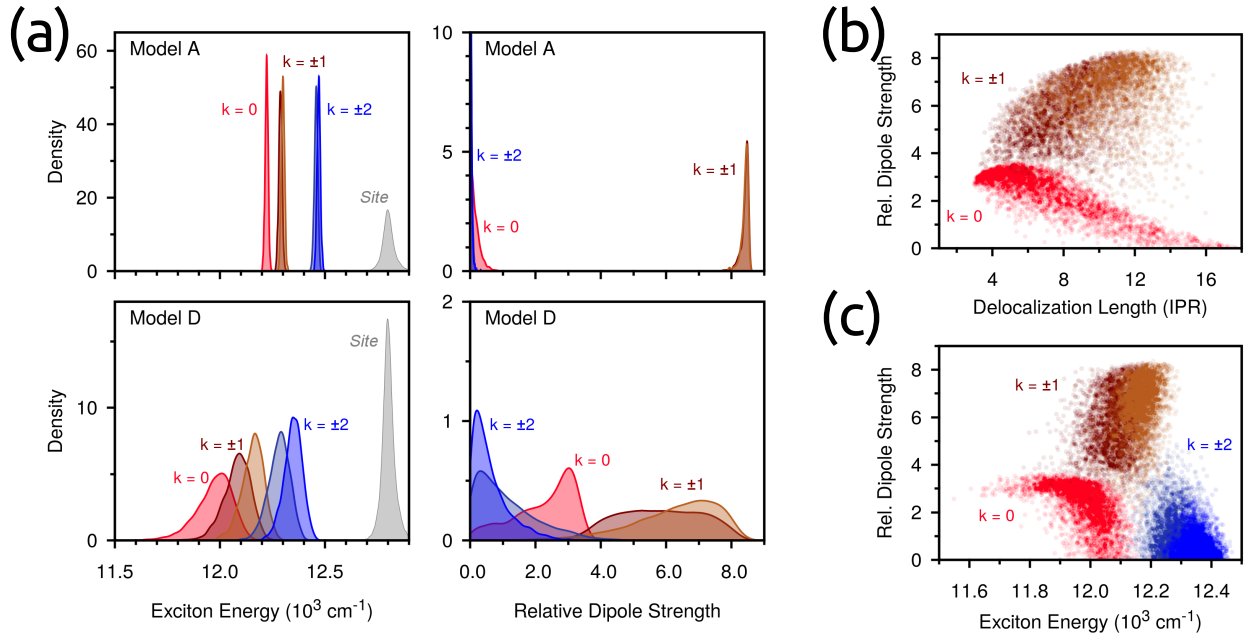 (a)
Model A
k = 0
k = ±1
k = ±2
Site
Density
60
40
20
0
Model A
k = ±2
k = 0
k = ±1
10
5
0
Model D
Site
k = 0
k = ±1
k = ±2
Density
10
0
11.5
12.0
12.5
Exciton Energy (10³ cm⁻¹)
Model D
k = ±2
k = 0
k = ±1
2
1
0
0.0
2.0
4.0
6.0
8.0
Relative Dipole Strength
(b)
k = ±1
k = 0
Rel. Dipole Strength
8
6
4
2
0
4
8
12
16
Delocalization Length (IPR)
(c)
k = ±1
k = ±2
k = 0
Rel. Dipole Strength
8
6
4
2
0
11.6
11.8
12.0
12.2
12.4
Exciton Energy (10³ cm⁻¹)